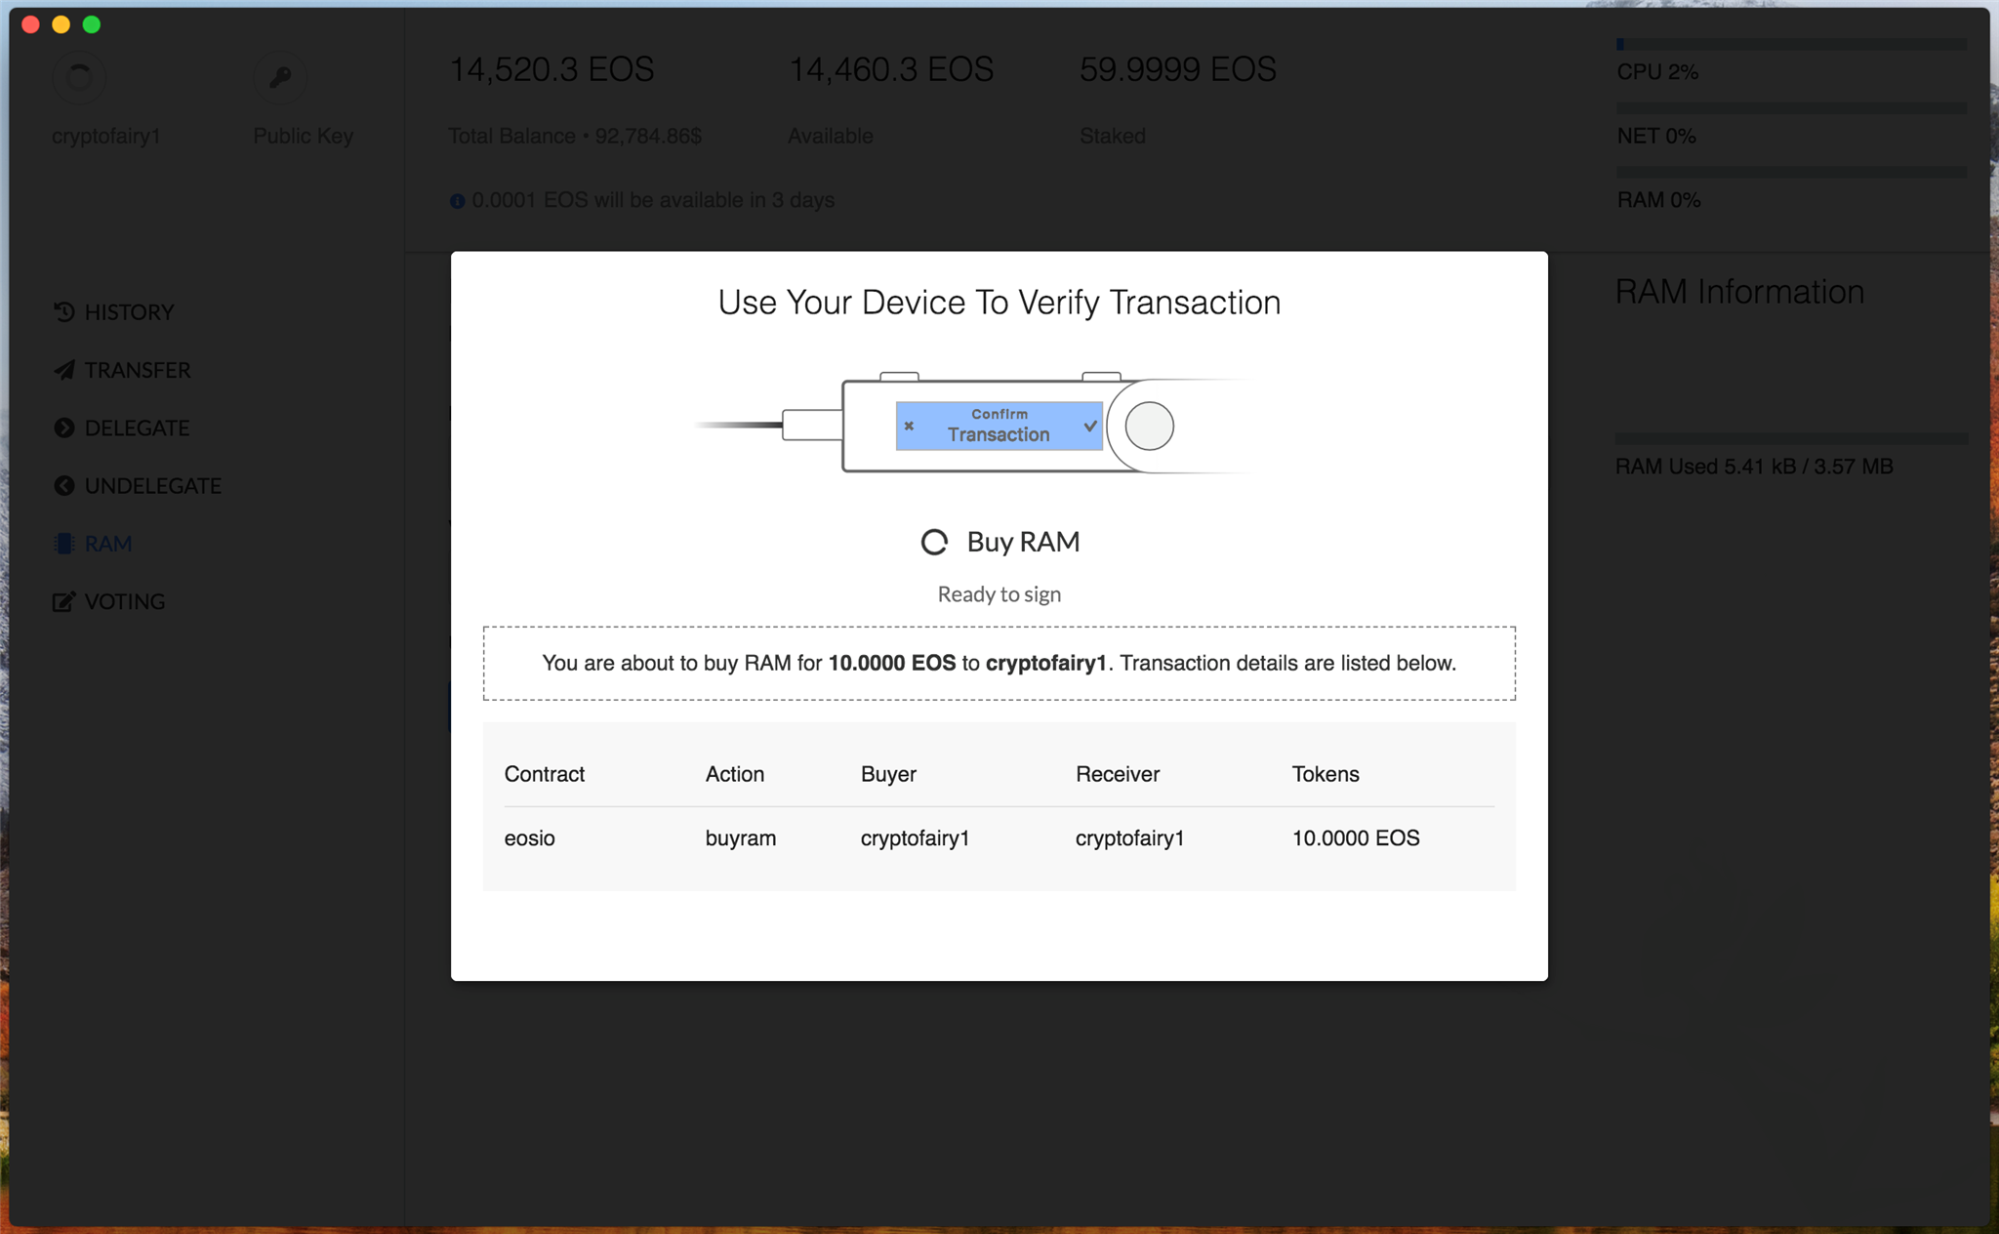 cryptofairy1
Public Key
14,520.3 EOS
Total Balance • 92,784.86$
14,460.3 EOS
Available
59.9999 EOS
Staked
0.0001 EOS will be available in 3 days
CPU 2%
NET 0%
RAM 0%
HISTORY
TRANSFER
DELEGATE
UNDELEGATE
RAM
VOTING
RAM Information
RAM Used 5.41 kB / 3.57 MB
Use Your Device To Verify Transaction
Confirm
Transaction
Buy RAM
Ready to sign
You are about to buy RAM for 10.0000 EOS to cryptofairy1. Transaction details are listed below.
Contract Action Buyer Receiver Tokens
eosio buyram cryptofairy1 cryptofairy1 10.0000 EOS